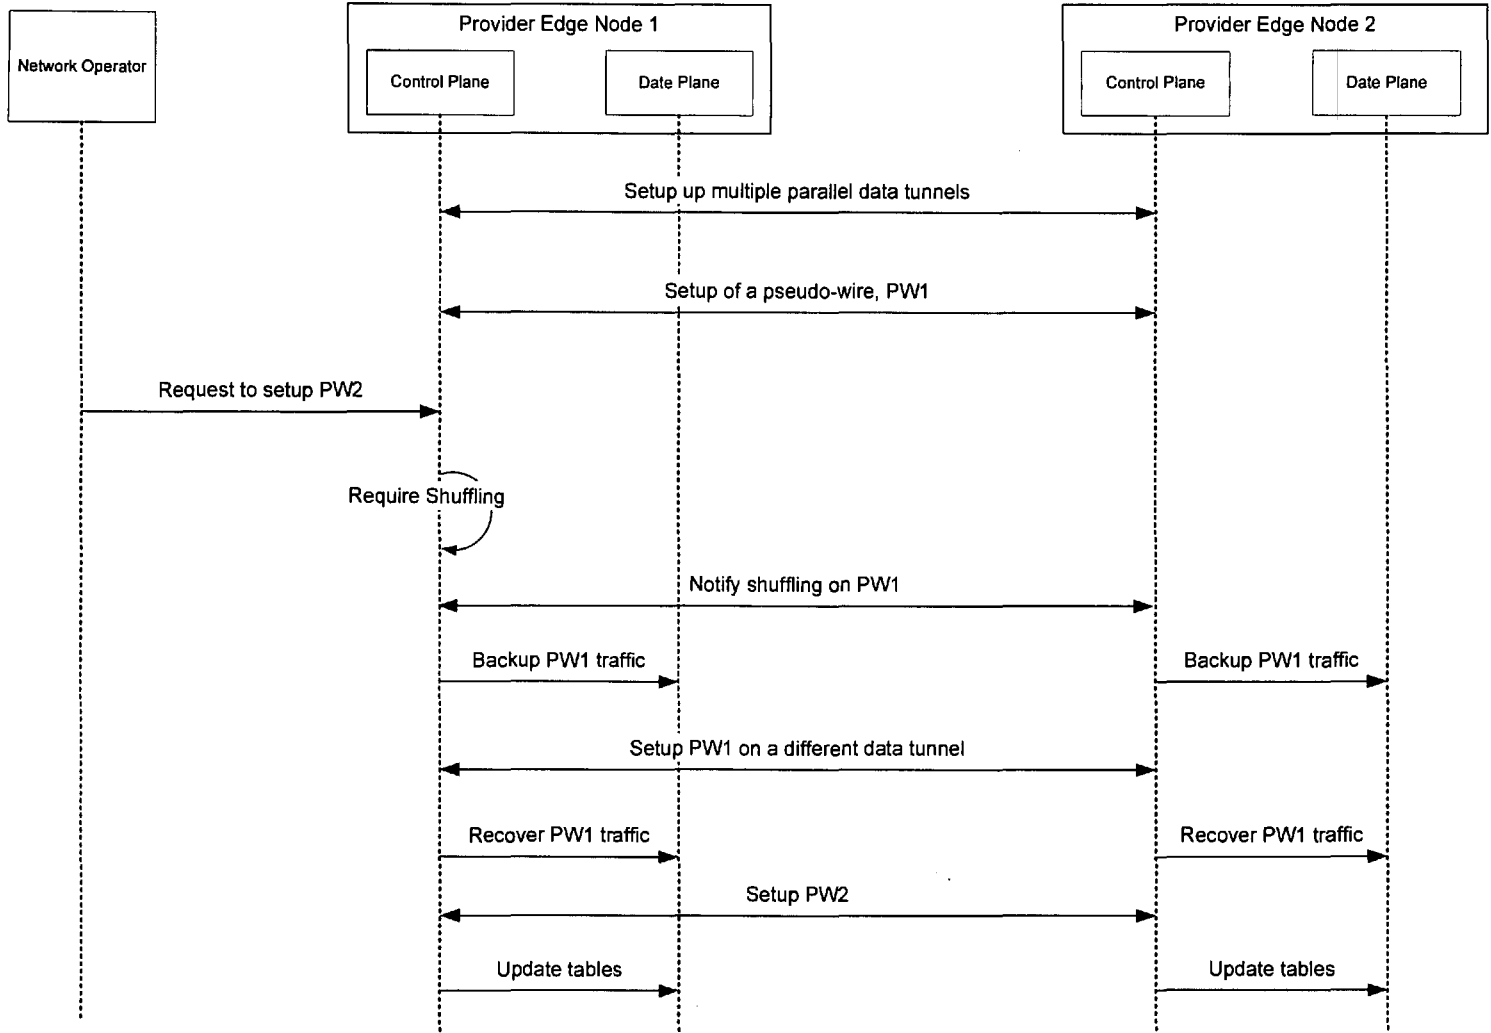 Provider Edge Node 1
Provider Edge Node 2
Network Operator
Control Plane
Date Plane
Control Plane
Date Plane
Setup up multiple parallel data tunnels
Setup of a pseudo-wire, PW1
Request to setup PW2
Require Shuffling
Notify shuffling on PW1
Backup PW1 traffic
Backup PW1 traffic
Setup PW1 on a different data tunnel
Recover PW1 traffic
Recover PW1 traffic
Setup PW2
Update tables
Update tables